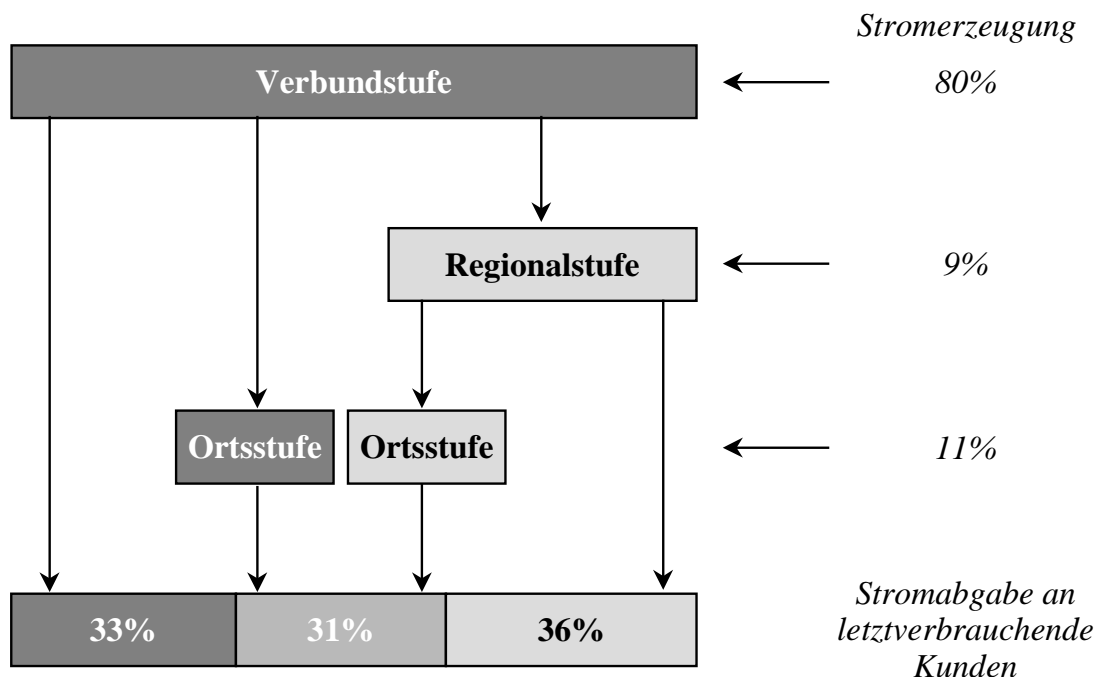 Stromerzeugung
Verbundstufe
80%
Regionalstufe
9%
Ortsstufe
Ortsstufe
11%
33%
31%
36%
Stromabgabe an
letztverbrauchende
Kunden